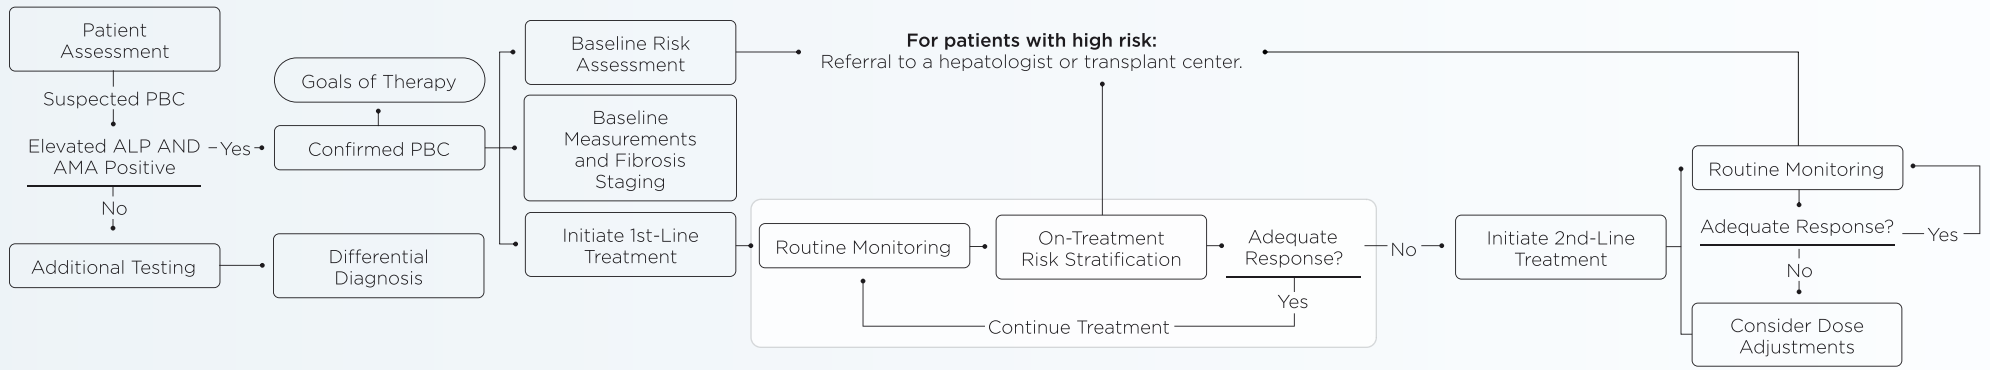 Patient
Assessment
Suspected PBC
Elevated ALP AND
AMA Positive
Yes
No
Additional Testing
Goals of Therapy
Confirmed PBC
Differential
Diagnosis
Baseline Risk
Assessment
Baseline
Measurements
and Fibrosis
Staging
Initiate 1st-Line
Treatment
For patients with high risk:
Referral to a hepatologist or transplant center.
Routine Monitoring
On-Treatment
Risk Stratification
Adequate
Response?
Yes
Continue Treatment
No
Initiate 2nd-Line
Treatment
Routine Monitoring
Adequate Response?
Yes
No
Consider Dose
Adjustments